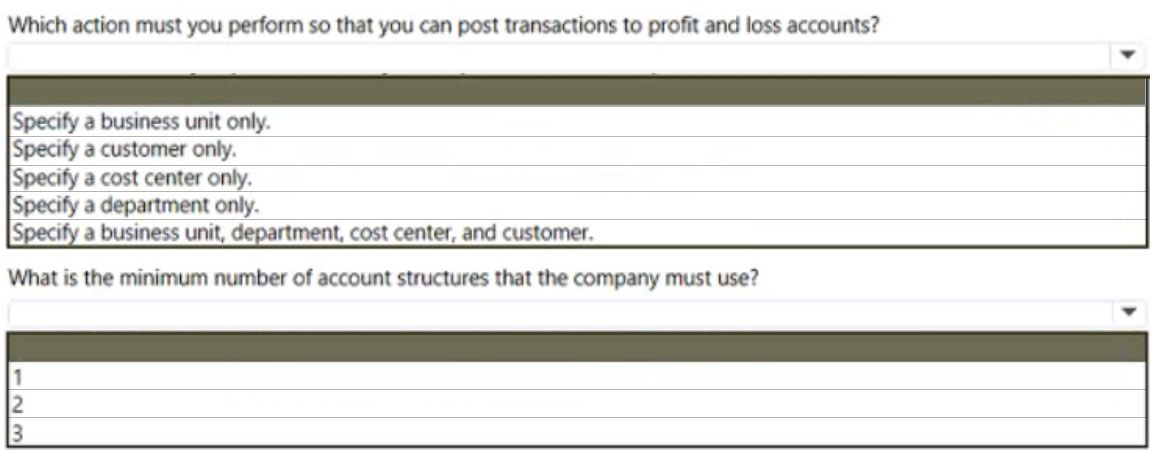 Which action must you perform so that you can post transactions to profit and loss accounts?
Specify a business unit only.
Specify a customer only.
Specify a cost center only.
Specify a department only.
Specify a business unit, department, cost center, and customer.
What is the minimum number of account structures that the company must use?
1
2
3